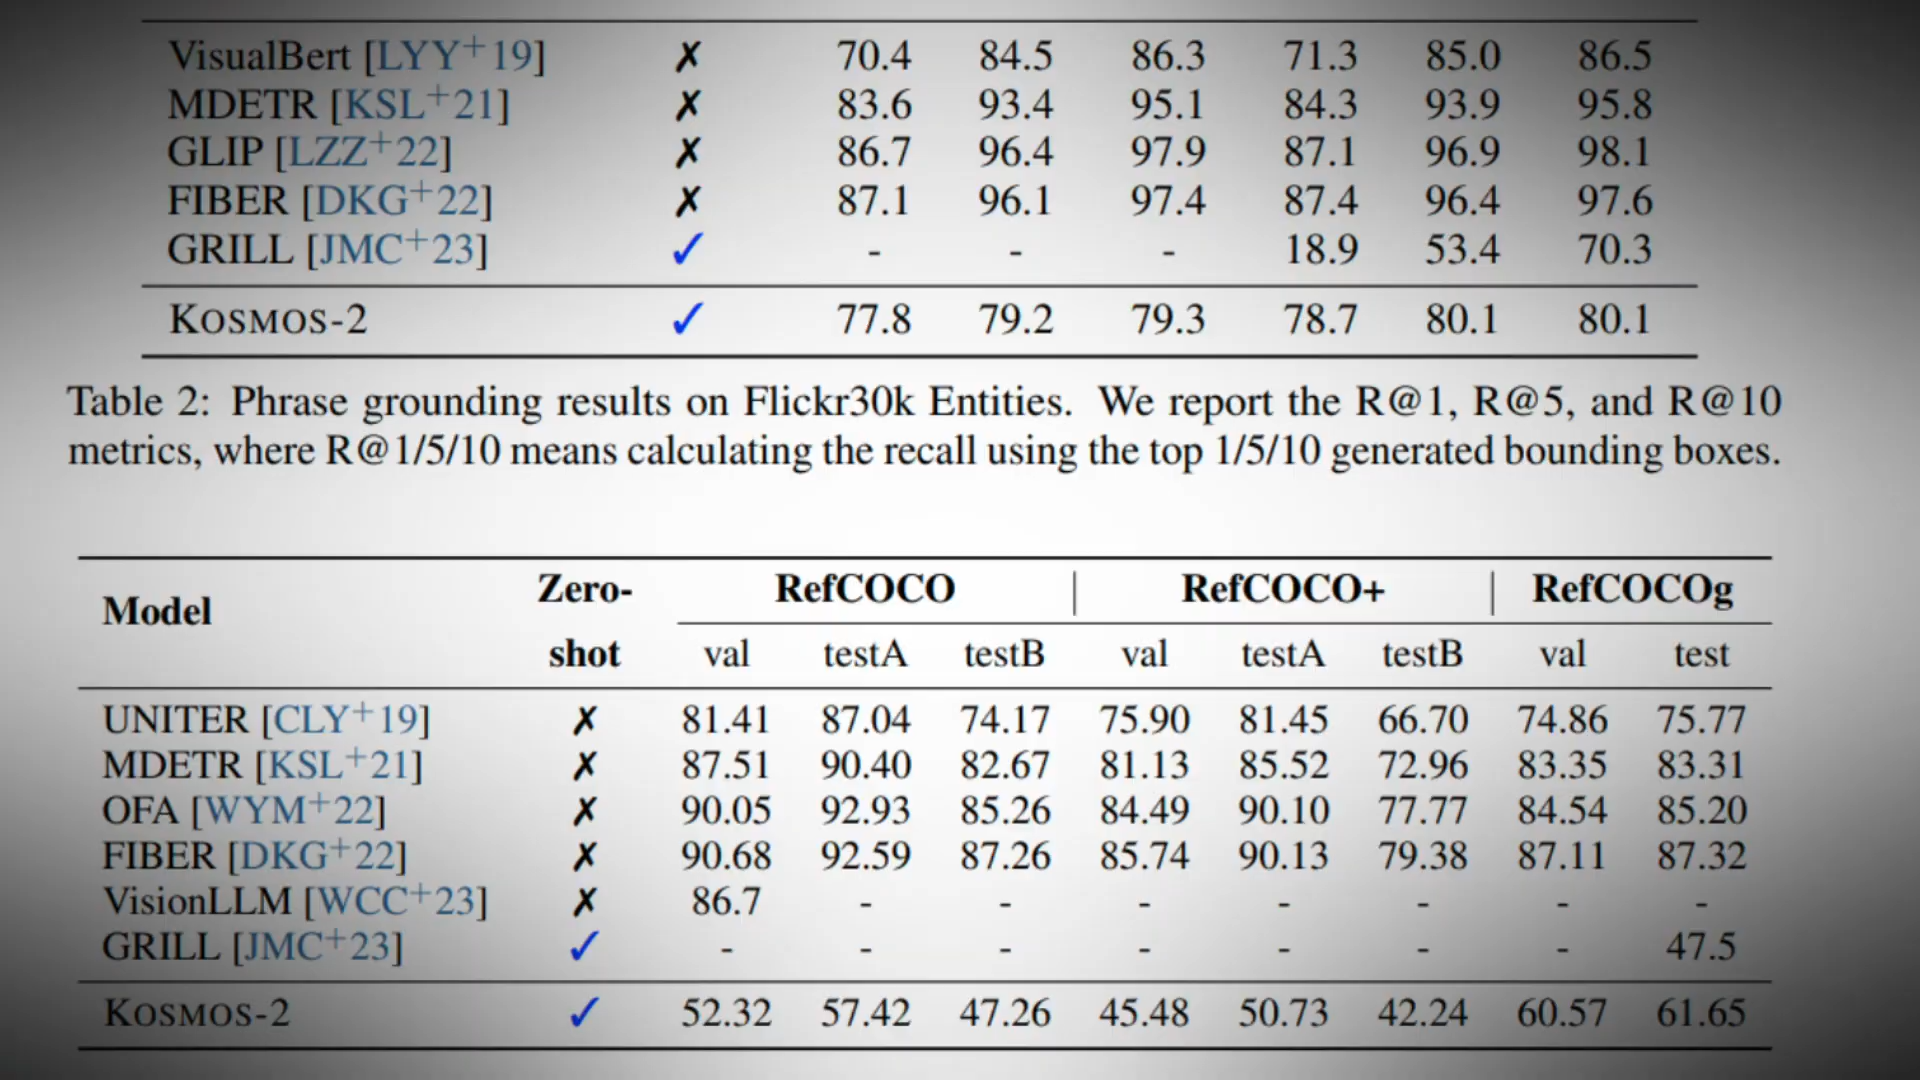 VisualBert [LYY+19] ✗ 70.4 84.5 86.3 71.3 85.0 86.5
MDETR [KSL+21] ✗ 83.6 93.4 95.1 84.3 93.9 95.8
GLIP [LZZ+22] ✗ 86.7 96.4 97.9 87.1 96.9 98.1
FIBER [DKG+22] ✗ 87.1 96.1 97.4 87.4 96.4 97.6
GRILL [JMC+23] ✓ - - - 18.9 53.4 70.3
KOSMOS-2 ✓ 77.8 79.2 79.3 78.7 80.1 80.1
Table 2: Phrase grounding results on Flickr30k Entities. We report the R@1, R@5, and R@10
metrics, where R@1/5/10 means calculating the recall using the top 1/5/10 generated bounding boxes.
Model Zero-shot RefCOCO | RefCOCO+ | RefCOCOg
val testA testB val testA testB val test
UNITER [CLY+19] ✗ 81.41 87.04 74.17 75.90 81.45 66.70 74.86 75.77
MDETR [KSL+21] ✗ 87.51 90.40 82.67 81.13 85.52 72.96 83.35 83.31
OFA [WYM+22] ✗ 90.05 92.93 85.26 84.49 90.10 77.77 84.54 85.20
FIBER [DKG+22] ✗ 90.68 92.59 87.26 85.74 90.13 79.38 87.11 87.32
VisionLLM [WCC+23] ✗ 86.7 - - - - - - -
GRILL [JMC+23] ✓ - - - - - - - 47.5
KOSMOS-2 ✓ 52.32 57.42 47.26 45.48 50.73 42.24 60.57 61.65